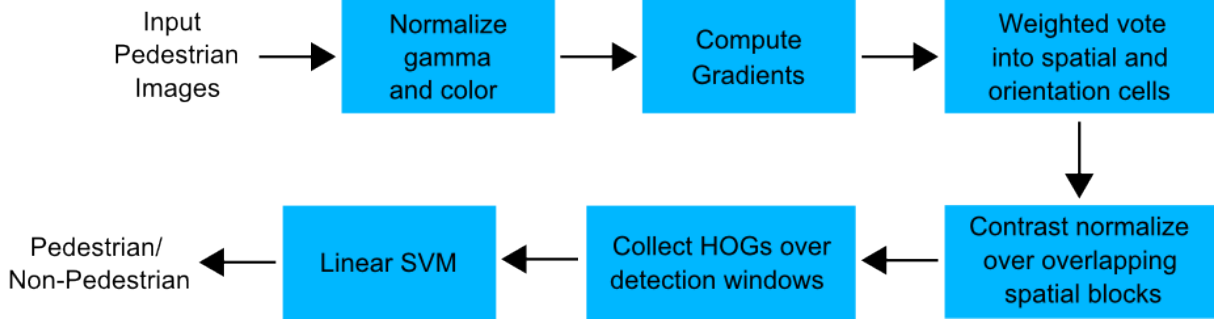 Input
Pedestrian
Images
Normalize
gamma
and color
Compute
Gradients
Weighted vote
into spatial and
orientation cells
Contrast normalize
over overlapping
spatial blocks
Collect HOGs over
detection windows
Linear SVM
Pedestrian/
Non-Pedestrian